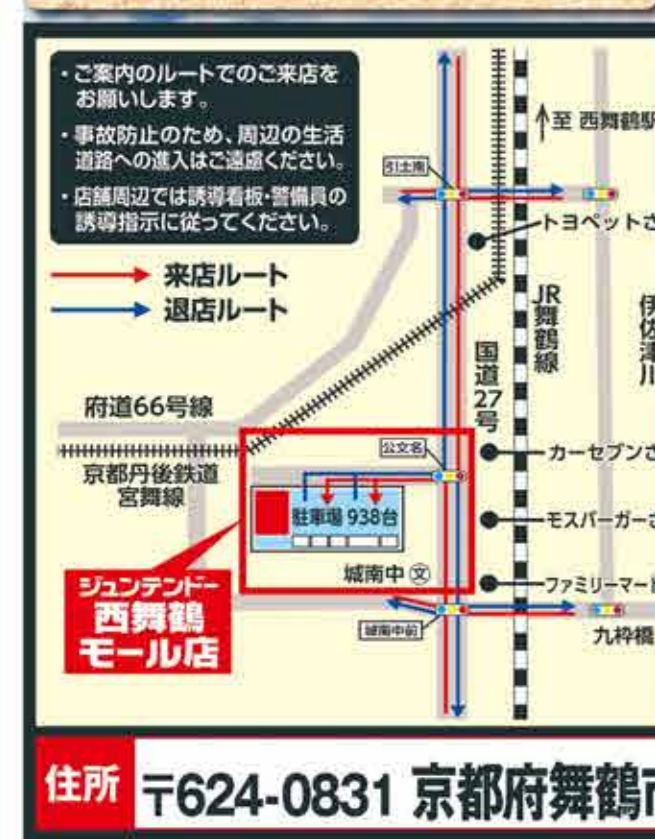 ・ご案内のルートでのご来店を
お願いします。
・事故防止のため、周辺の生活
道路への進入はご遠慮ください。
・店舗周辺では誘導看板・警備員の
誘導指示に従ってください。
来店ルート
退店ルート
至 西舞鶴駅
引土南
トヨペットさ
JR舞鶴線
伊佐津川
国道27号
府道66号線
京都丹後鉄道
宮舞線
公文名
カーセブンさ
駐車場 938台
モスバーガーさ
城南中 文
ファミリーマート
ジュンテンドー
西舞鶴
モール店
城南中前
九枠橋
住所 〒624-0831 京都府舞鶴市